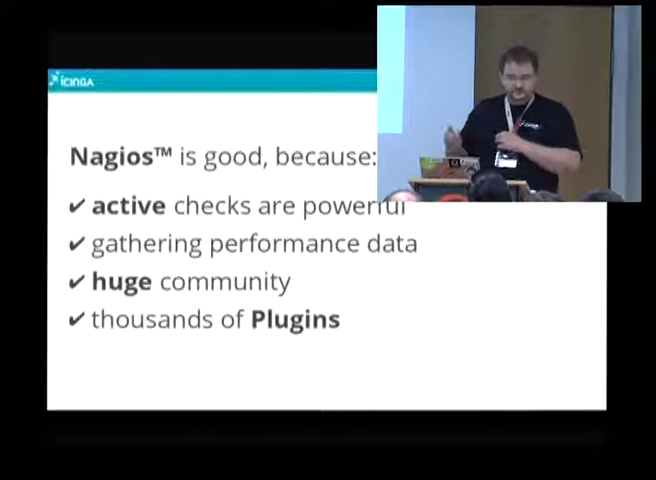 ICINGA
Nagios™ is good, because:
✔ active checks are powerful
✔ gathering performance data
✔ huge community
✔ thousands of Plugins